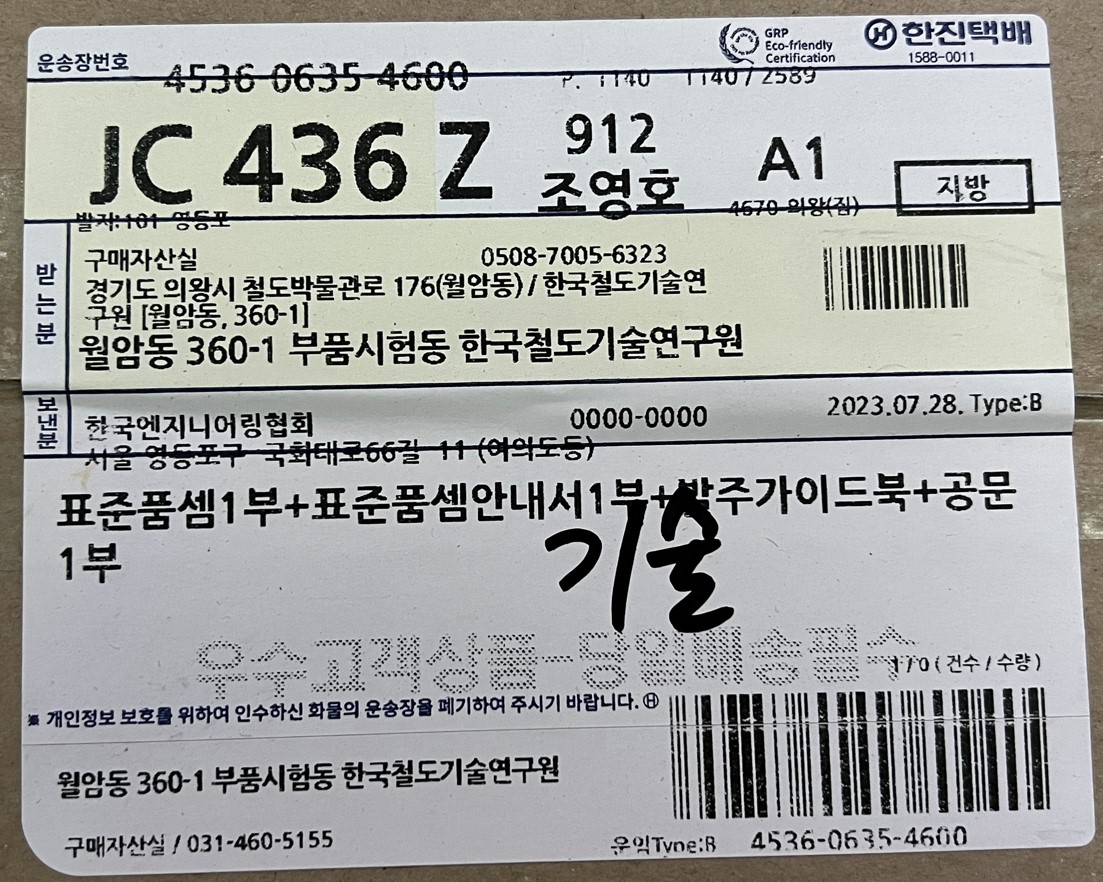 운송장번호
4536-0635-4600
P. 1140 1140 / 2589
GRP
Eco-friendly
Certification
한진택배
1588-0011
JC 436 Z
912
조영호
A1
지방
발지:101 영등포
4670 의왕(집)
받는분
구매자산실 0508-7005-6323
경기도 의왕시 철도박물관로 176(월암동) / 한국철도기술연
구원 [월암동, 360-1]
월암동 360-1 부품시험동 한국철도기술연구원
보낸분
한국엔지니어링협회 0000-0000 2023.07.28. Type:B
서울 영등포구 국회대로66길 11 (여의도동)
표준품셈1부+표준품셈안내서1부+발주가이드북+공문
1부
기술
우수고객상품-당일배송필수
1 / 0 ( 건수 / 수량 )
※ 개인정보 보호를 위하여 인수하신 화물의 운송장을 폐기하여 주시기 바랍니다. Ⓗ
월암동 360-1 부품시험동 한국철도기술연구원
구매자산실 / 031-460-5155
운임Type:B 4536-0635-4600